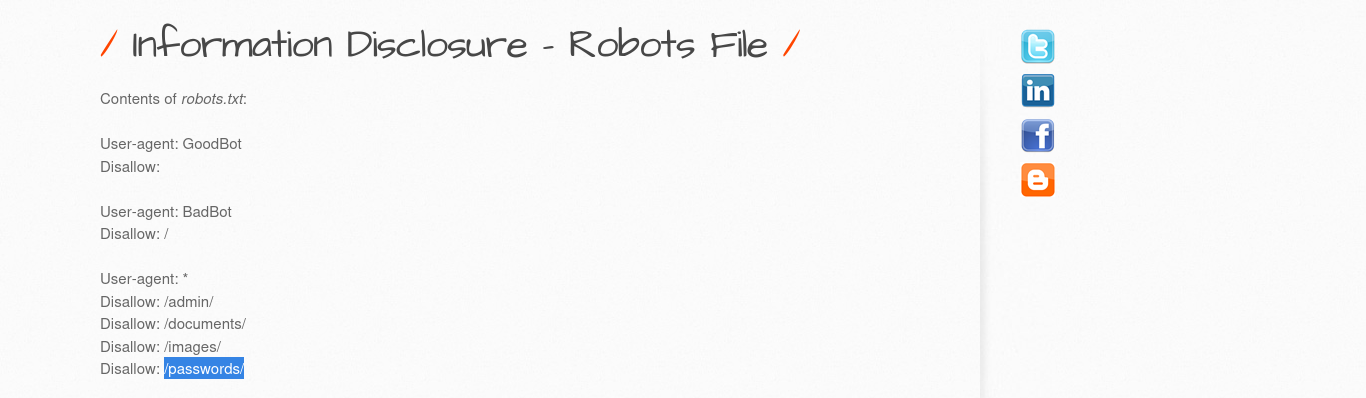 / Information Disclosure - Robots File /
Contents of robots.txt:
User-agent: GoodBot
Disallow:
User-agent: BadBot
Disallow: /
User-agent: *
Disallow: /admin/
Disallow: /documents/
Disallow: /images/
Disallow: /passwords/
t
in
f
B